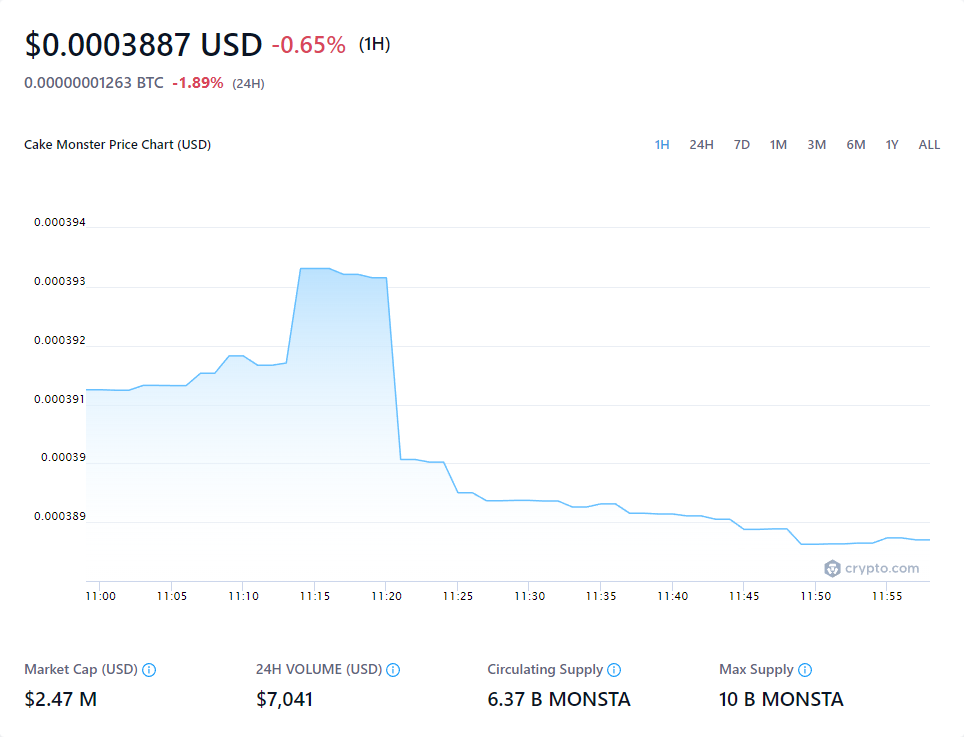 $0.0003887 USD -0.65% (1H)
0.00000001263 BTC -1.89% (24H)
Cake Monster Price Chart (USD) 1H 24H 7D 1M 3M 6M 1Y ALL
0.000394
0.000393
0.000392
0.000391
0.00039
0.000389
crypto.com
11:00 11:05 11:10 11:15 11:20 11:25 11:30 11:35 11:40 11:45 11:50 11:55
Market Cap (USD) 24H VOLUME (USD) Circulating Supply Max Supply
$2.47 M $7,041 6.37 B MONSTA 10 B MONSTA